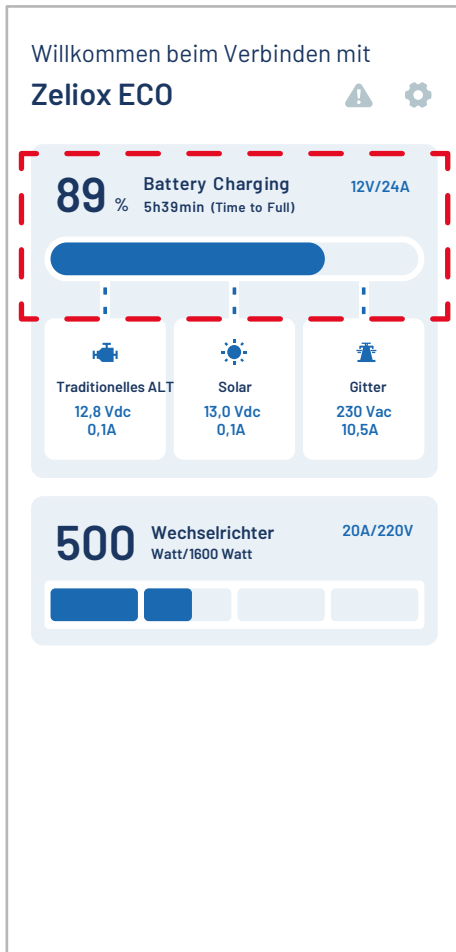 Willkommen beim Verbinden mit
Zeliox ECO
89 % Battery Charging 12V/24A
5h39min (Time to Full)
Traditionelles ALT Solar Gitter
12,8 Vdc 13,0 Vdc 230 Vac
0,1A 0,1A 10,5A
500 Wechselrichter 20A/220V
Watt/1600 Watt